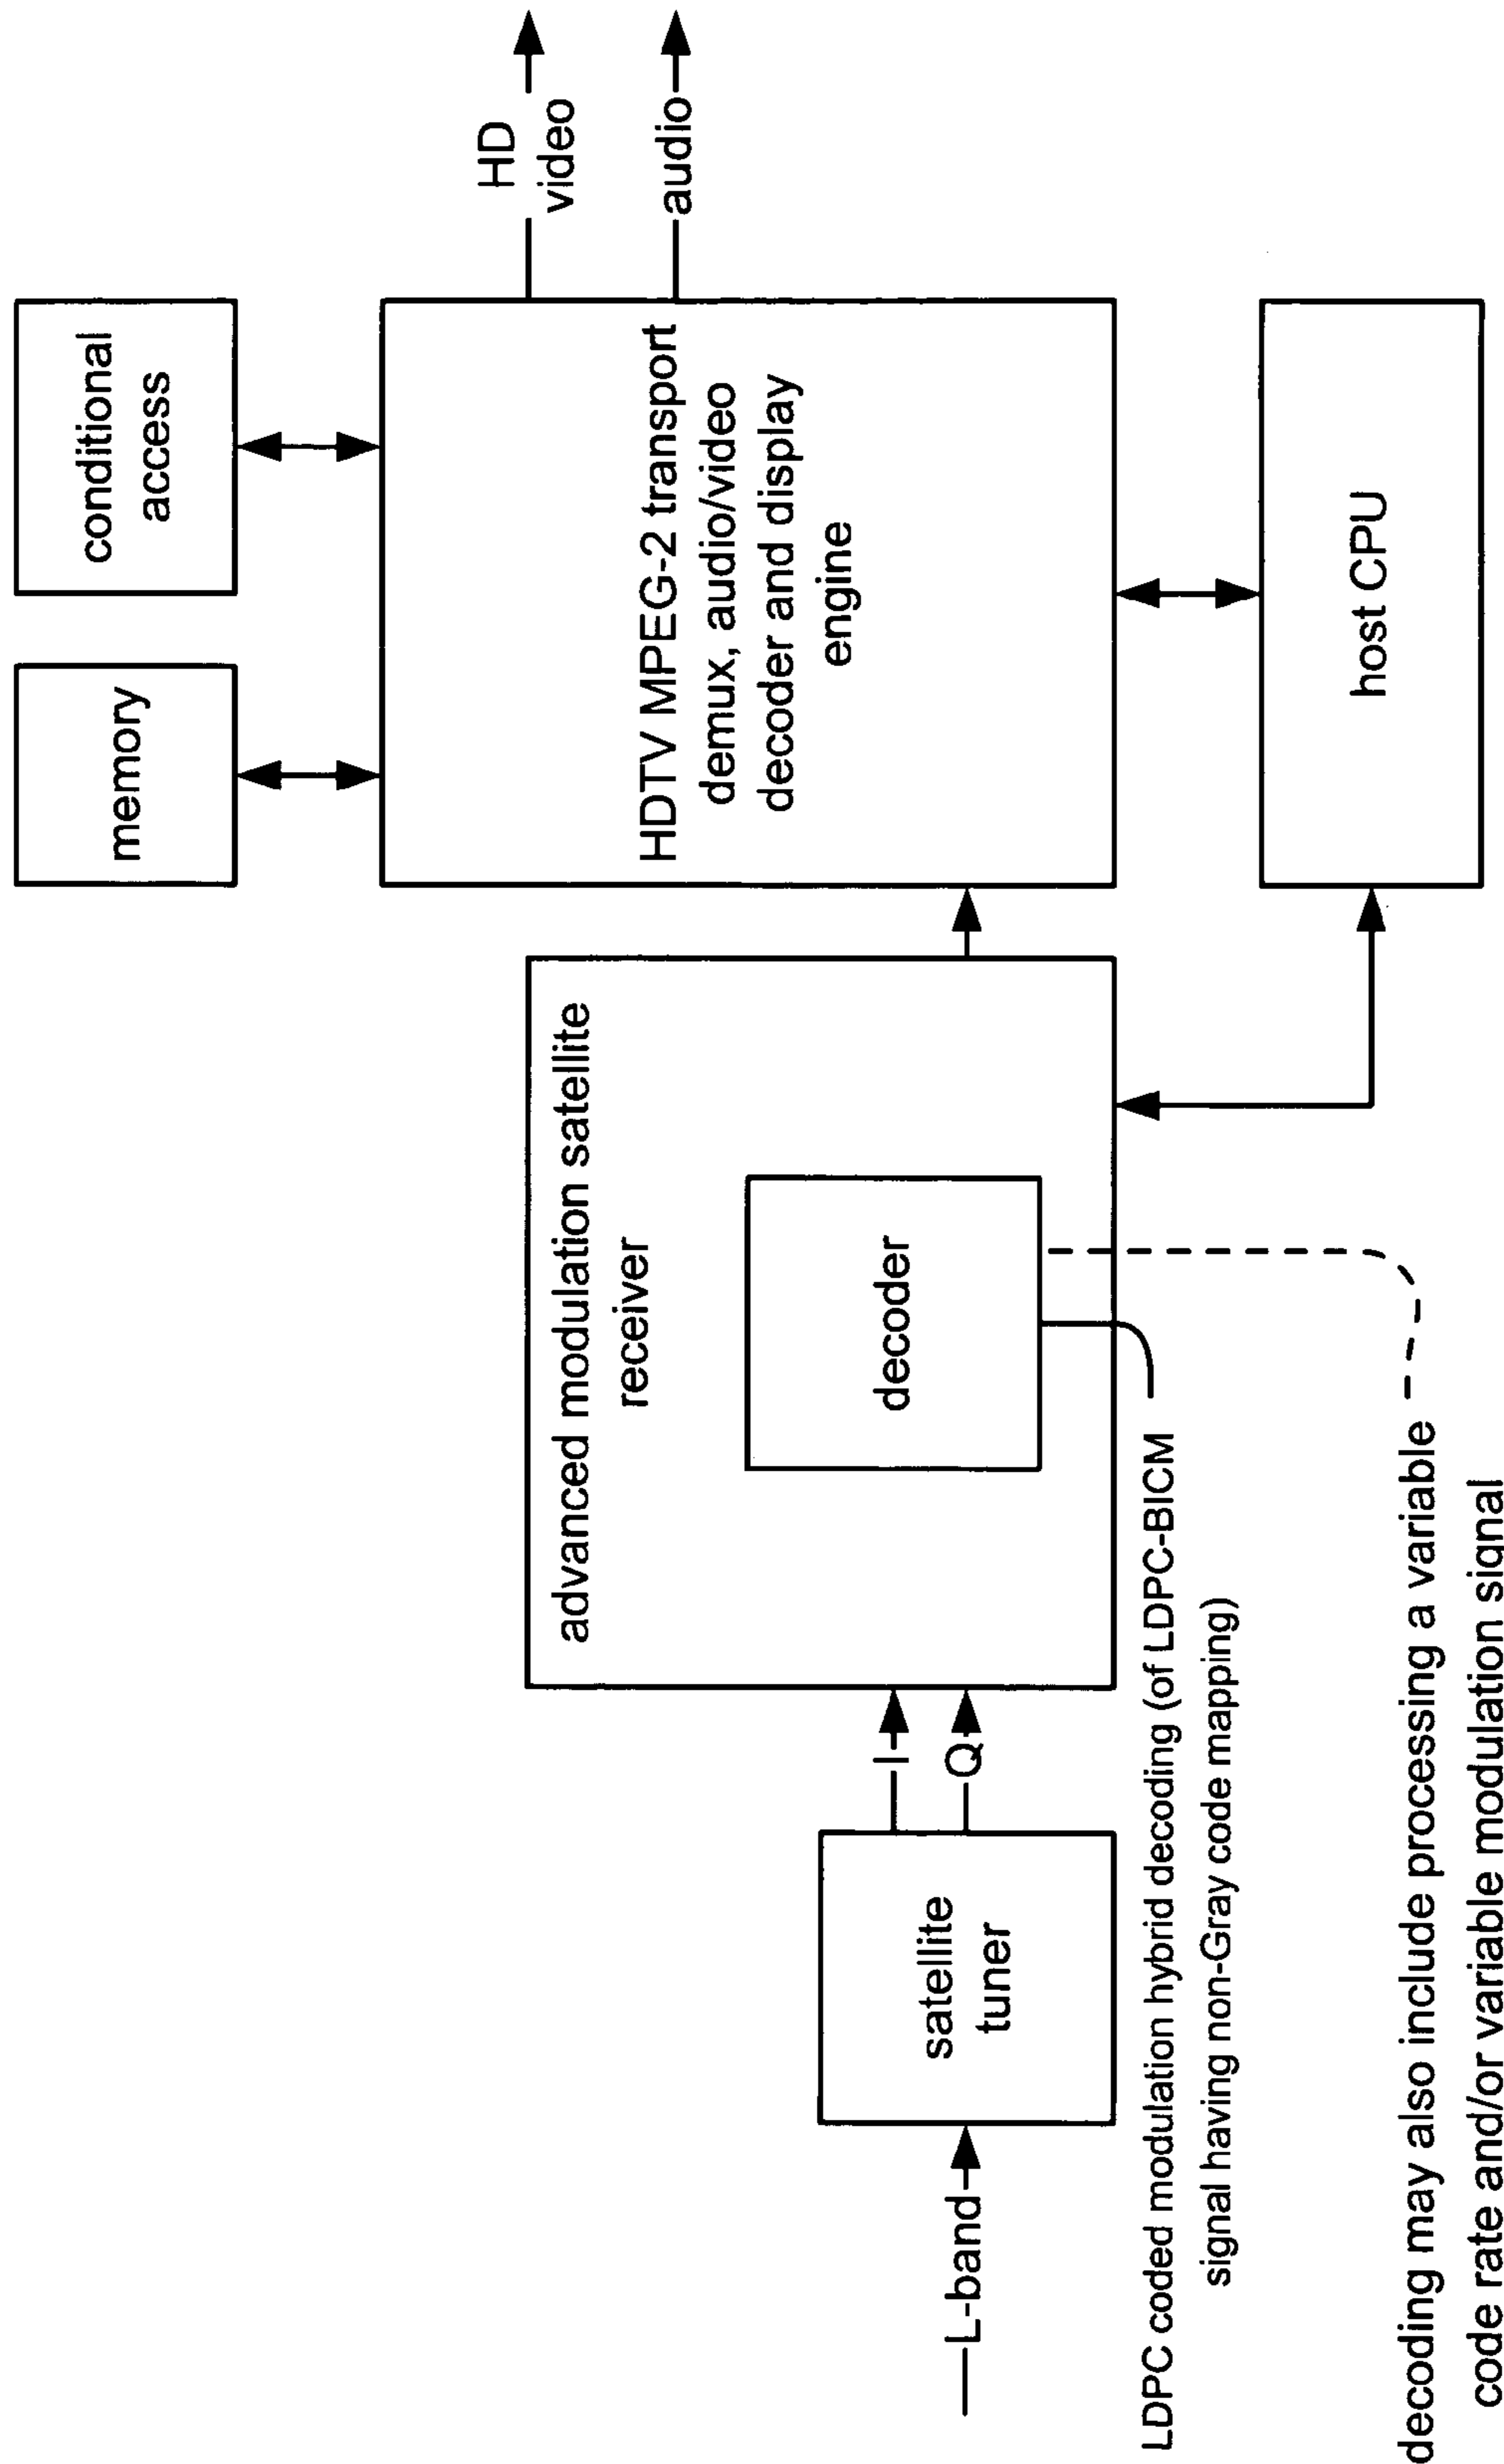 conditional
access
memory
HD
video
audio
HDTV MPEG-2 transport
demux, audio/video
decoder and display
engine
advanced modulation satellite
receiver
decoder
host CPU
I
Q
satellite
tuner
L-band
LDPC coded modulation hybrid decoding (of LDPC-BICM
signal having non-Gray code mapping)
decoding may also include processing a variable
code rate and/or variable modulation signal